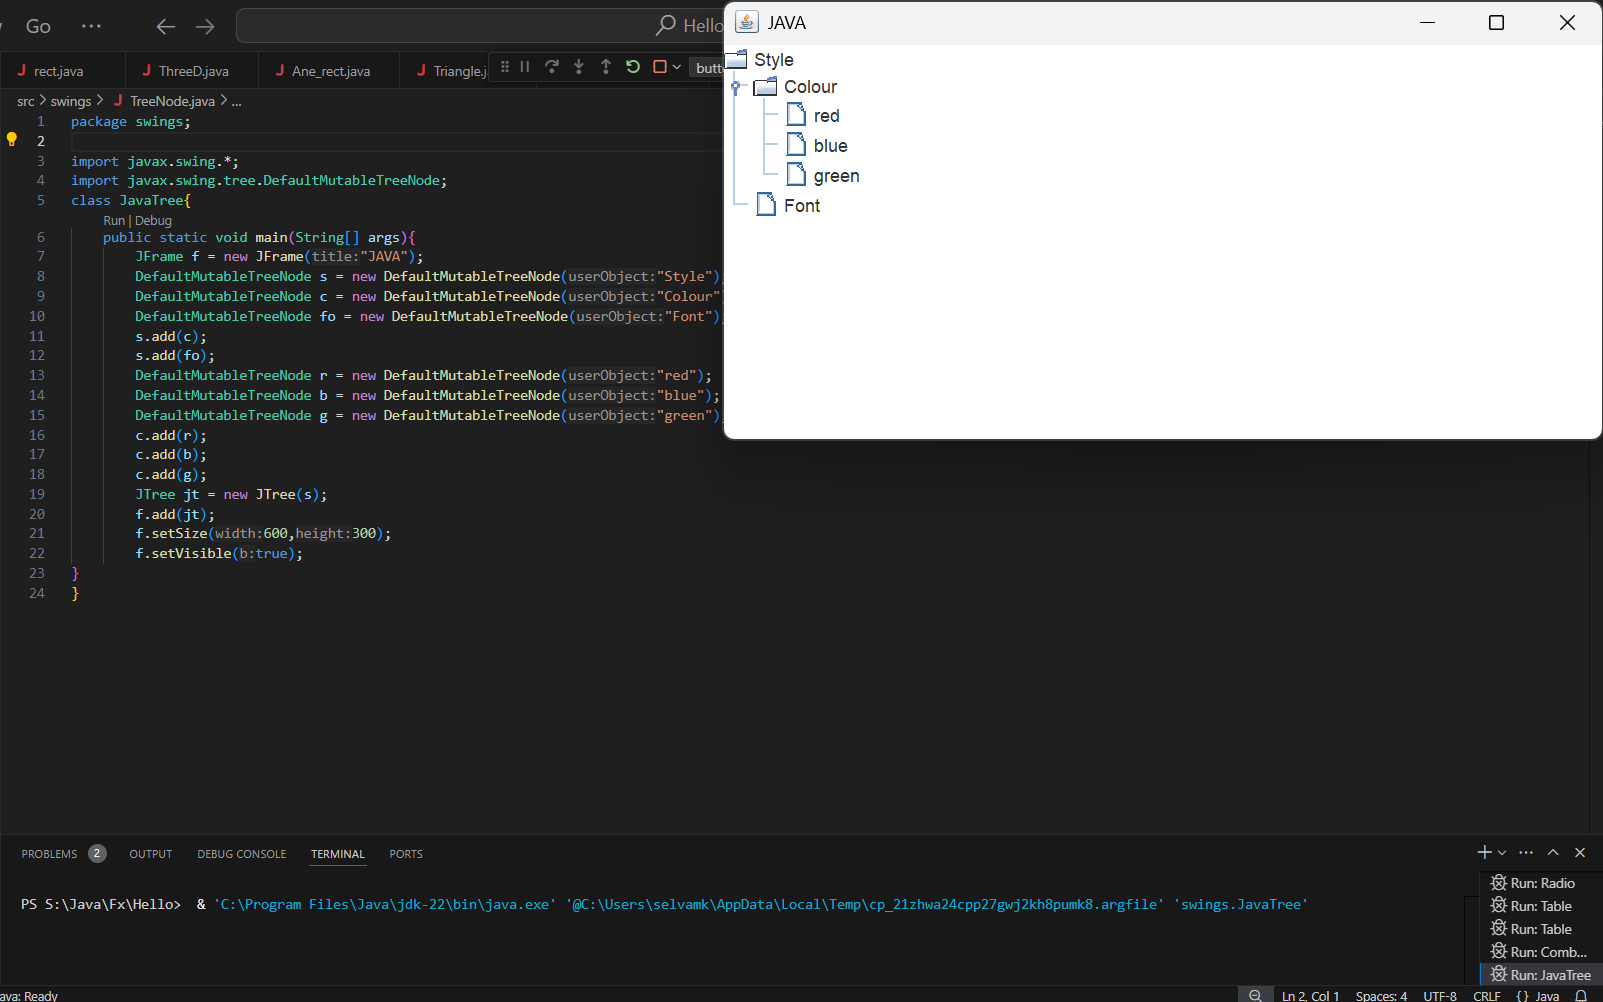 Go ···
Hello
rect.java ThreeD.java Ane_rect.java Triangle.j butt
src > swings > J TreeNode.java > ...
1 package swings;
2
3 import javax.swing.*;
4 import javax.swing.tree.DefaultMutableTreeNode;
5 class JavaTree{
Run | Debug
6 public static void main(String[] args){
7 JFrame f = new JFrame(title:"JAVA");
8 DefaultMutableTreeNode s = new DefaultMutableTreeNode(userObject:"Style")
9 DefaultMutableTreeNode c = new DefaultMutableTreeNode(userObject:"Colour"
10 DefaultMutableTreeNode fo = new DefaultMutableTreeNode(userObject:"Font")
11 s.add(c);
12 s.add(fo);
13 DefaultMutableTreeNode r = new DefaultMutableTreeNode(userObject:"red");
14 DefaultMutableTreeNode b = new DefaultMutableTreeNode(userObject:"blue");
15 DefaultMutableTreeNode g = new DefaultMutableTreeNode(userObject:"green")
16 c.add(r);
17 c.add(b);
18 c.add(g);
19 JTree jt = new JTree(s);
20 f.add(jt);
21 f.setSize(width:600,height:300);
22 f.setVisible(b:true);
23 }
24 }
JAVA
Style
Colour
red
blue
green
Font
PROBLEMS 2 OUTPUT DEBUG CONSOLE TERMINAL PORTS
PS S:\Java\Fx\Hello> & 'C:\Program Files\Java\jdk-22\bin\java.exe' '@C:\Users\selvamk\AppData\Local\Temp\cp_21zhwa24cpp27gwj2kh8pumk8.argfile' 'swings.JavaTree'
Run: Radio
Run: Table
Run: Table
Run: Comb...
Run: JavaTree
ava: Ready Ln 2, Col 1 Spaces: 4 UTF-8 CRLF {} Java